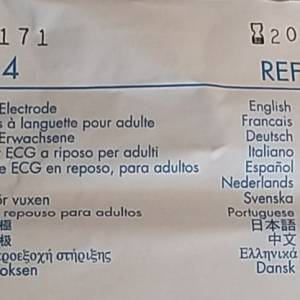 171 20
4 REF
Electrode English
à languette pour adulte Francais
Erwachsene Deutsch
ECG a riposo per adulti Italiano
e ECG en reposo, para adultos Español
Nederlands
ör vuxen Svenska
repouso para adultos Portuguese
極 日本語
极 中文
προεξοχή στήριξης Ελληνικά
oksen Dansk